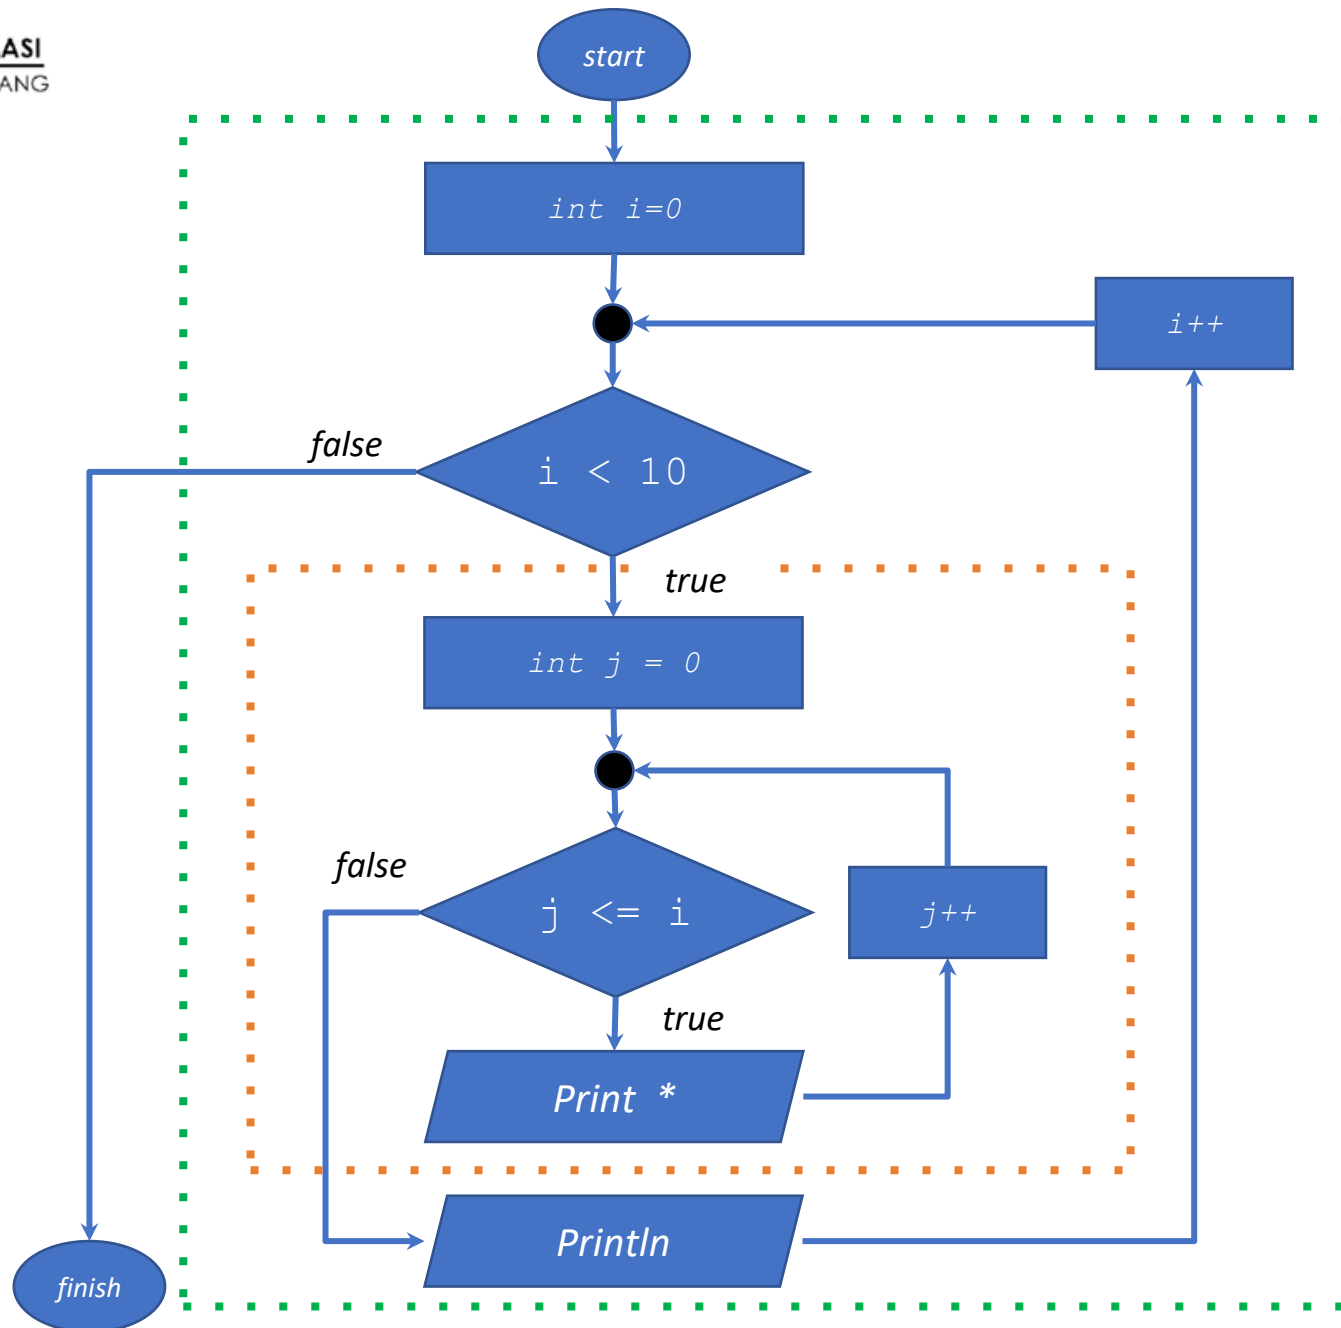 ASI
ANG
start
int i=0
i++
false
i < 10
true
int j = 0
false
j <= i
j++
true
Print *
Println
finish